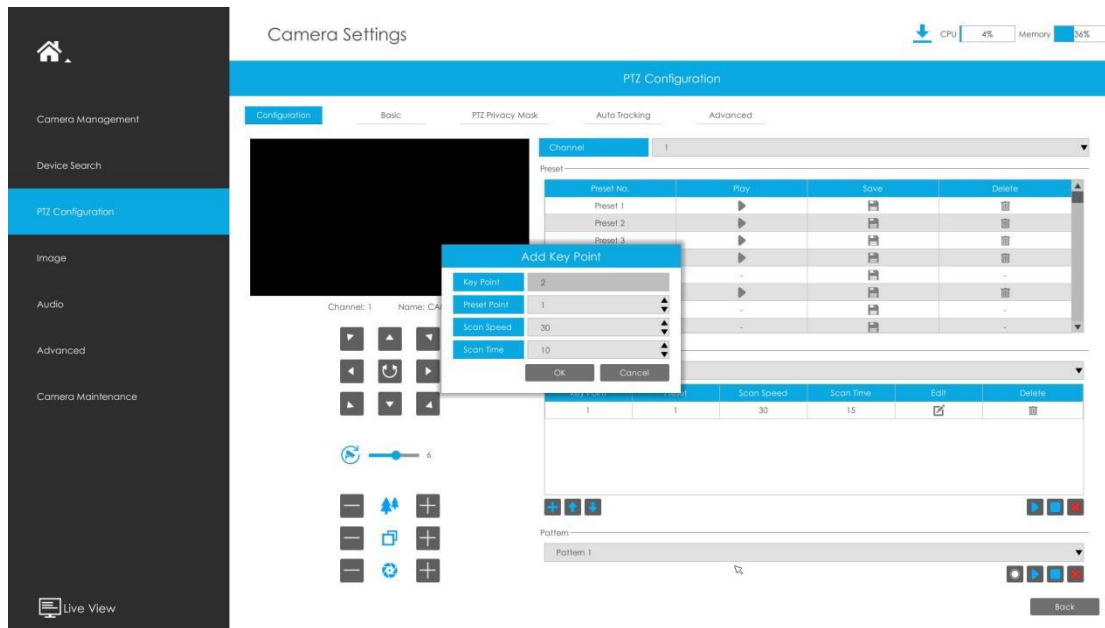 Camera Settings
CPU 4% Memory 36%
PTZ Configuration
Camera Management
Device Search
PTZ Configuration
Image
Audio
Advanced
Camera Maintenance
Live View
Configuration Basic PTZ Privacy Mask Auto Tracking Advanced
Channel 1
Preset
Preset No. Play Save Delete
Preset 1
Preset 2
Preset 3
-
- -
- -
- -
Channel: 1 Name: CA
6
Add Key Point
Key Point 2
Preset Point 1
Scan Speed 30
Scan Time 10
OK Cancel
Key Point Preset Scan Speed Scan Time Edit Delete
1 1 30 15
Pattern
Pattern 1
Back